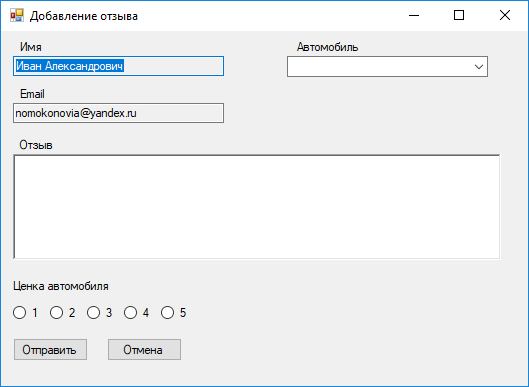 Добавление отзыва
Имя
Автомобиль
Иван Александрович
Email
nomokonovia@yandex.ru
Отзыв
Ценка автомобиля
1 2 3 4 5
Отправить Отмена